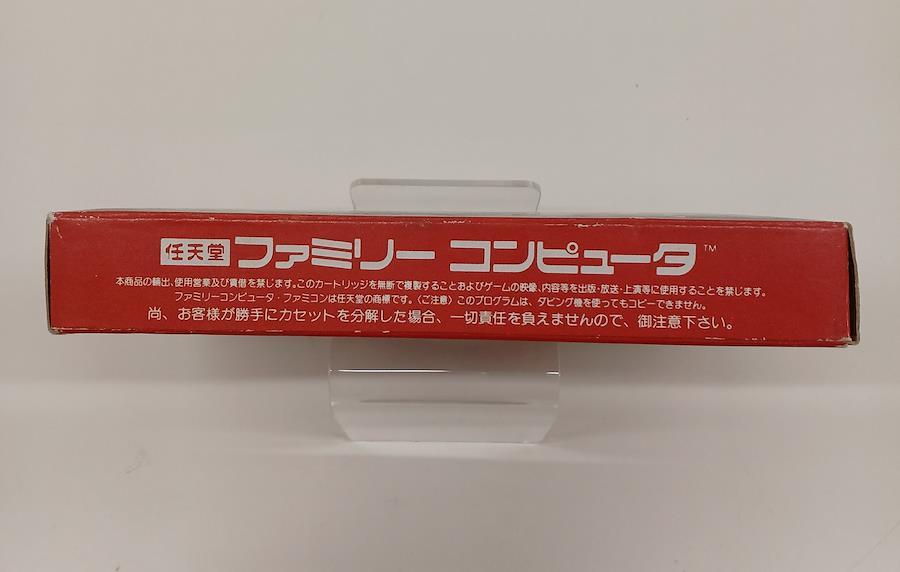 任天堂 ファミリー コンピュータ™
本商品の輸出、使用営業及び賃借を禁じます。このカートリッジを無断で複製することおよびゲームの映像、内容等を出版・放送・上演等に使用することを禁じます。
ファミリーコンピュータ・ファミコンは任天堂の商標です。〈ご注意〉このプログラムは、ダビング機を使ってもコピーできません。
尚、お客様が勝手にカセットを分解した場合、一切責任を負えませんので、御注意下さい。